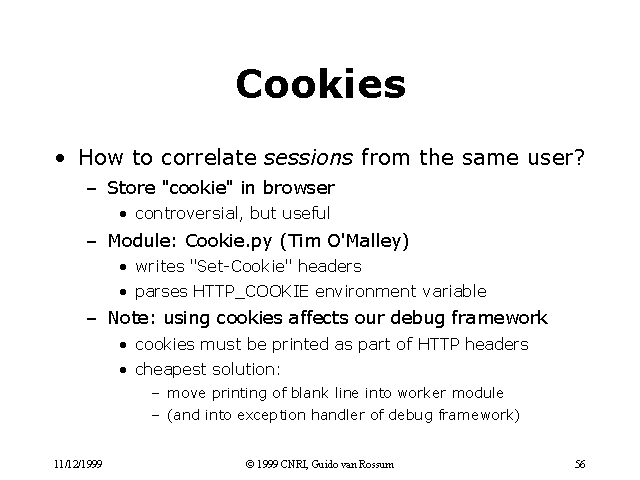 Cookies
• How to correlate sessions from the same user?
– Store "cookie" in browser
• controversial, but useful
– Module: Cookie.py (Tim O'Malley)
• writes "Set-Cookie" headers
• parses HTTP_COOKIE environment variable
– Note: using cookies affects our debug framework
• cookies must be printed as part of HTTP headers
• cheapest solution:
– move printing of blank line into worker module
– (and into exception handler of debug framework)
11/12/1999 © 1999 CNRI, Guido van Rossum 56